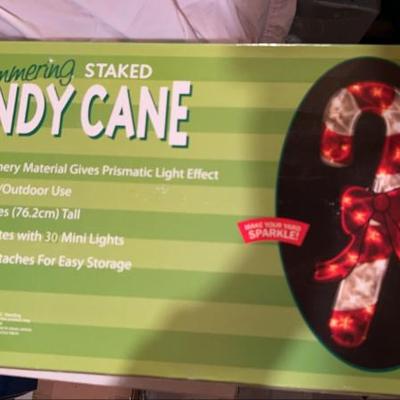 mmering STAKED
NDY CANE
nery Material Gives Prismatic Light Effect
/Outdoor Use
es (76.2cm) Tall
tes with 30 Mini Lights
taches For Easy Storage
MAKE YOUR YARD
SPARKLE!